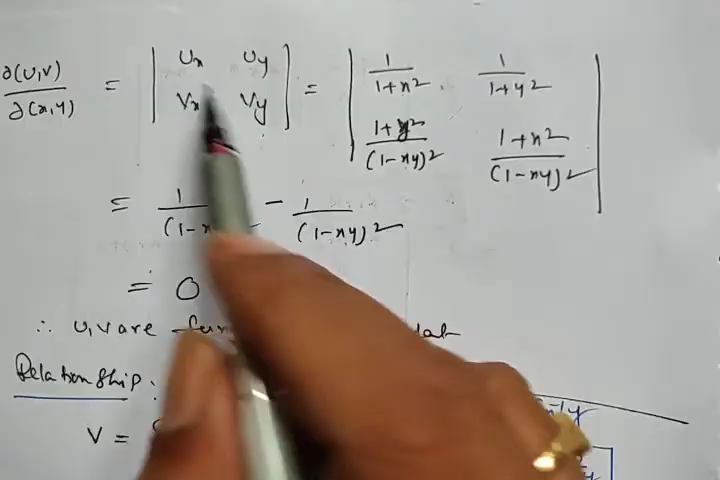 ∂(u,v)/∂(x,y) = | ux uy vx vy | = | 1/(1+x²) 1/(1+y²) (1+y²)/(1-xy)² (1+x²)/(1-xy)² |
= 1/(1-x - 1/(1-xy)²
= 0
∴ u,v are
Relationship:
v =